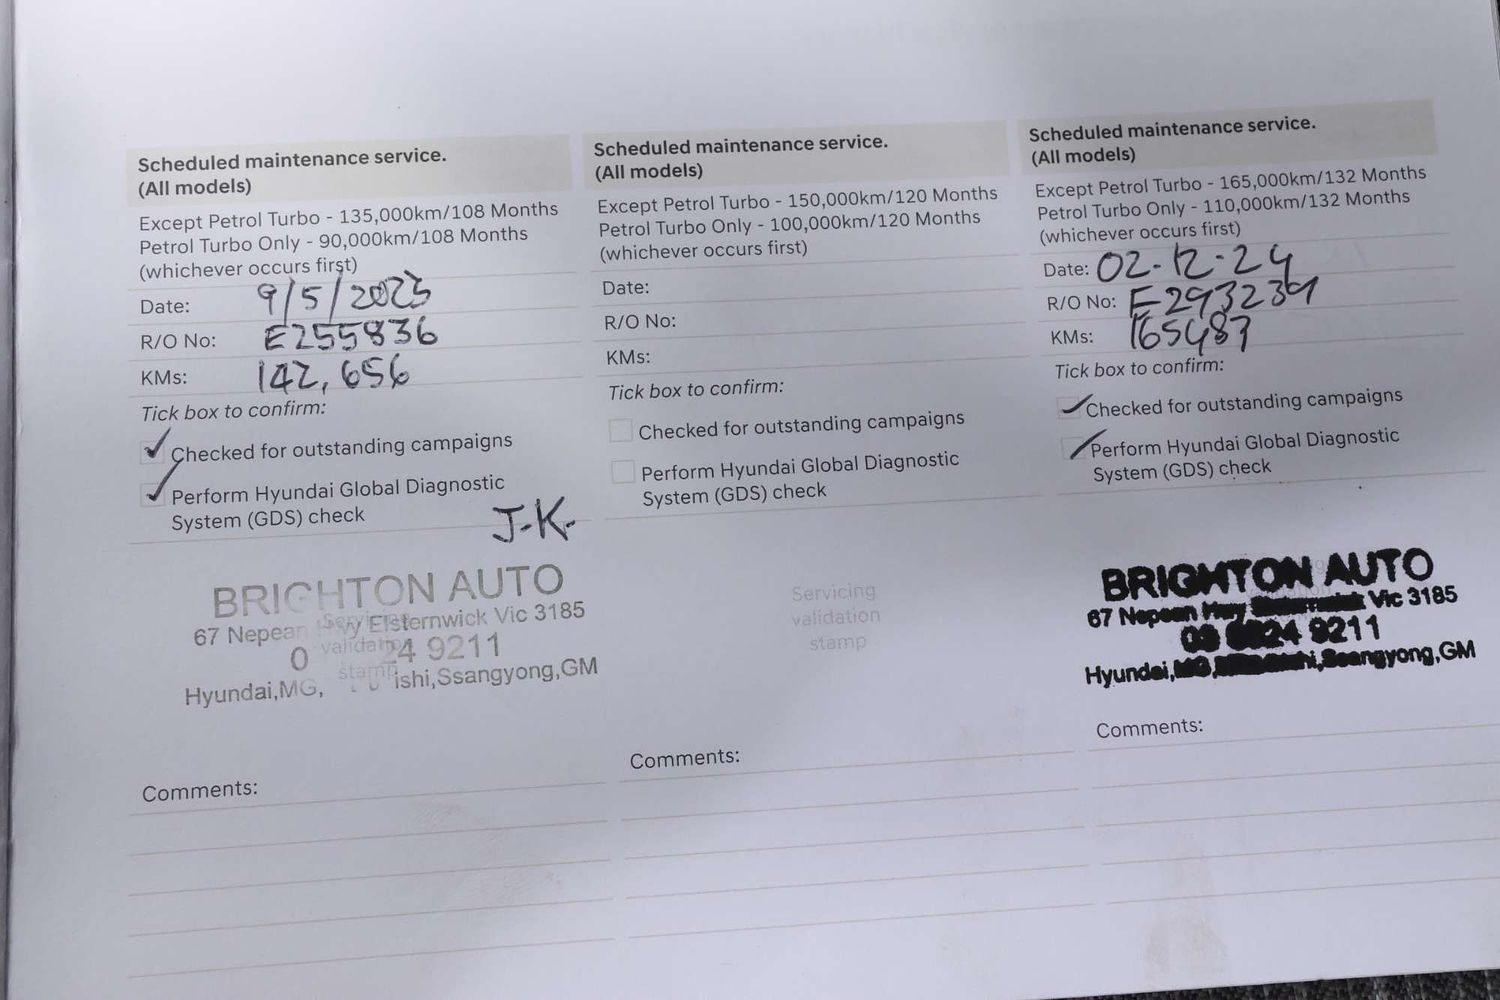 Scheduled maintenance service.
(All models)
Except Petrol Turbo - 135,000km/108 Months
Petrol Turbo Only - 90,000km/108 Months
(whichever occurs first)
Date: 9/5/2023
R/O No: E255836
KMs: 142,656
Tick box to confirm:
Checked for outstanding campaigns
Perform Hyundai Global Diagnostic
System (GDS) check
J-K-
BRIGHTON AUTO
67 Nepean Hwy Elsternwick Vic 3185
validation
stamp
9211
Hyundai,MG, ishi,Ssangyong,GM
Comments:
Scheduled maintenance service.
(All models)
Except Petrol Turbo - 150,000km/120 Months
Petrol Turbo Only - 100,000km/120 Months
(whichever occurs first)
Date:
R/O No:
KMs:
Tick box to confirm:
Checked for outstanding campaigns
Perform Hyundai Global Diagnostic
System (GDS) check
Servicing
validation
stamp
Comments:
Scheduled maintenance service.
(All models)
Except Petrol Turbo - 165,000km/132 Months
Petrol Turbo Only - 110,000km/132 Months
(whichever occurs first)
Date: 02-12-24
R/O No: E293239
KMs: 165487
Tick box to confirm:
Checked for outstanding campaigns
Perform Hyundai Global Diagnostic
System (GDS) check
BRIGHTON AUTO
67 Nepean Hwy Vic 3185
9211
Hyundai, Ssangyong,GM
Comments: